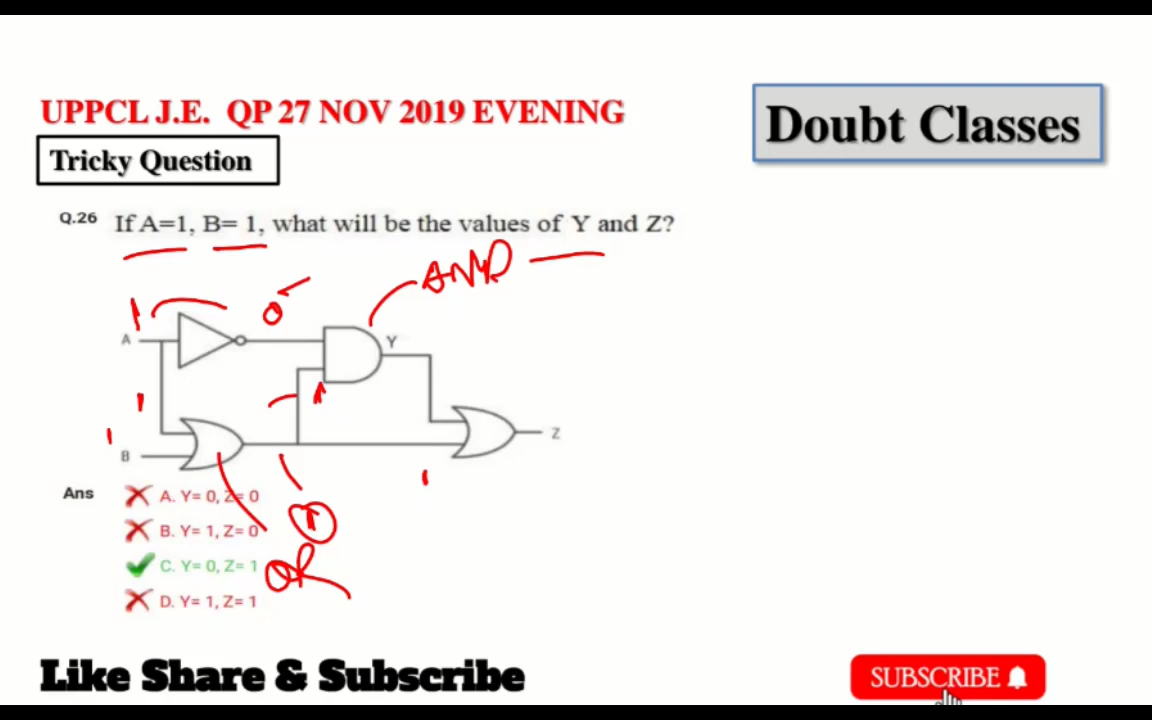 UPPCL J.E. QP 27 NOV 2019 EVENING
Doubt Classes
Tricky Question
Q.26 If A=1, B= 1, what will be the values of Y and Z?
AND
1
0
A
Y
1
1
1
B
1
Z
Ans
A. Y= 0, Z= 0
B. Y= 1, Z= 0
1
C. Y= 0, Z= 1
OR
D. Y= 1, Z= 1
Like Share & Subscribe
SUBSCRIBE